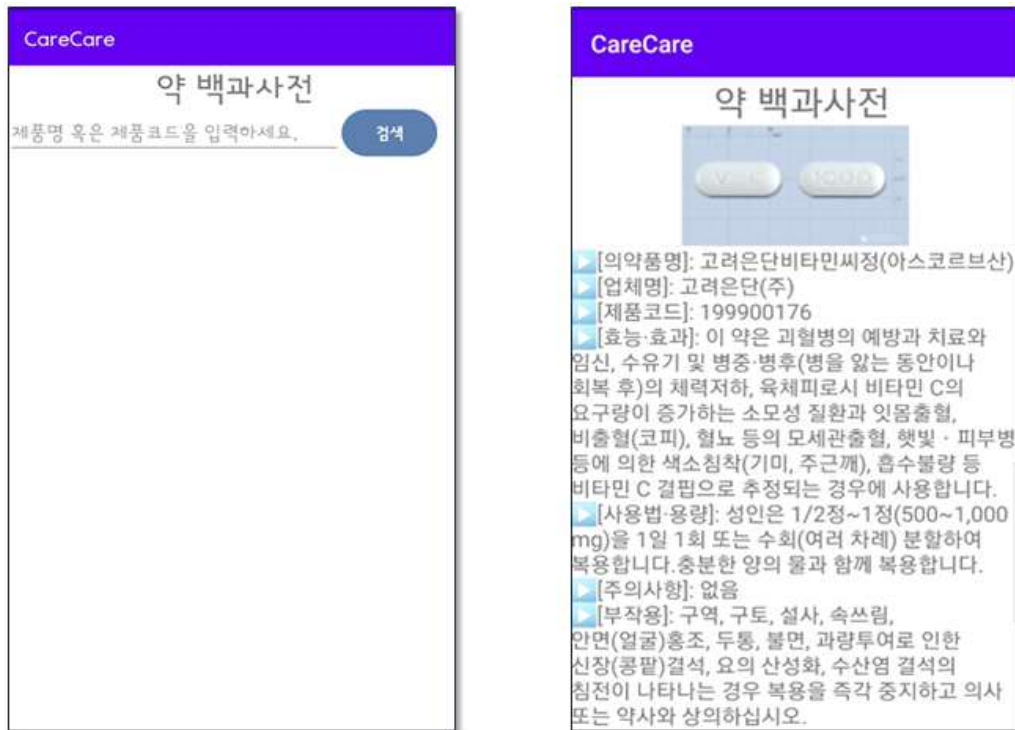 CareCare
약 백과사전
제품명 혹은 제품코드을 입력하세요.
검색
CareCare
약 백과사전
V C
1000
[의약품명]: 고려은단비타민씨정(아스코르브산)
[업체명]: 고려은단(주)
[제품코드]: 199900176
[효능·효과]: 이 약은 괴혈병의 예방과 치료와
임신, 수유기 및 병중·병후(병을 앓는 동안이나
회복 후)의 체력저하, 육체피로시 비타민 C의
요구량이 증가하는 소모성 질환과 잇몸출혈,
비출혈(코피), 혈뇨 등의 모세관출혈, 햇빛 · 피부병
등에 의한 색소침착(기미, 주근깨), 흡수불량 등
비타민 C 결핍으로 추정되는 경우에 사용합니다.
[사용법·용량]: 성인은 1/2정~1정(500~1,000
mg)을 1일 1회 또는 수회(여러 차례) 분할하여
복용합니다.충분한 양의 물과 함께 복용합니다.
[주의사항]: 없음
[부작용]: 구역, 구토, 설사, 속쓰림,
안면(얼굴)홍조, 두통, 불면, 과량투여로 인한
신장(콩팥)결석, 요의 산성화, 수산염 결석의
침전이 나타나는 경우 복용을 즉각 중지하고 의사
또는 약사와 상의하십시오.